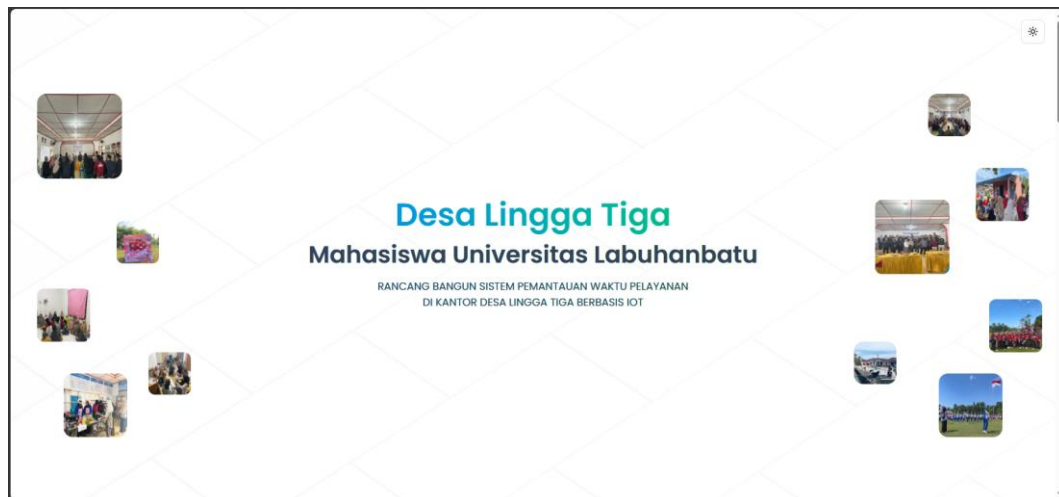 Desa Lingga Tiga
Mahasiswa Universitas Labuhanbatu
RANCANG BANGUN SISTEM PEMANTAUAN WAKTU PELAYANAN
DI KANTOR DESA LINGGA TIGA BERBASIS IOT